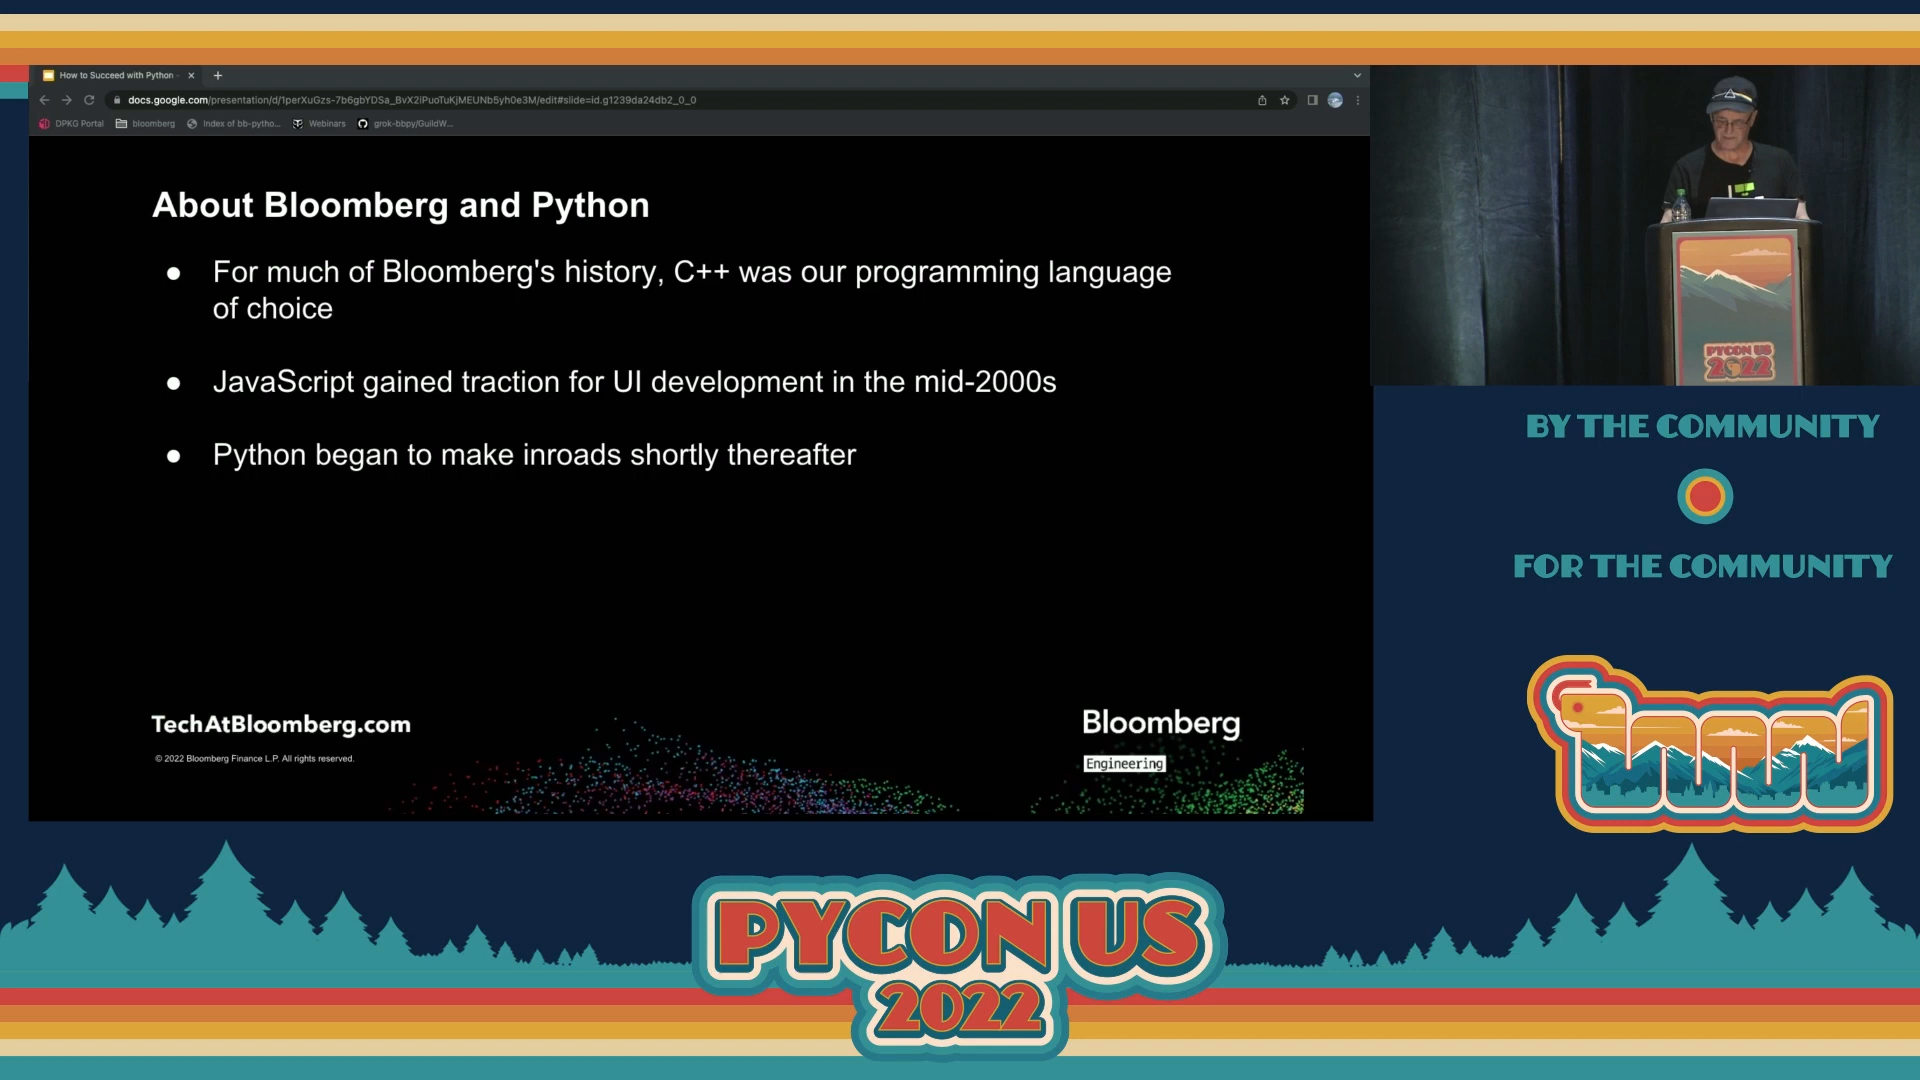 How to Succeed with Python
docs.google.com/presentation/d/1perXuGzs-7b6gbYDSa_BvX2iPuoTuKjMEUNb5yh0e3M/edit#slide=id.g1239da24db2_0_0
DPKG Portal
bloomberg
Index of bb-pytho...
Webinars
grok-bbpy/GuildW...
About Bloomberg and Python
● For much of Bloomberg's history, C++ was our programming language
of choice
● JavaScript gained traction for UI development in the mid-2000s
● Python began to make inroads shortly thereafter
TechAtBloomberg.com
© 2022 Bloomberg Finance L.P. All rights reserved.
Bloomberg
Engineering
PYCON US
2022
BY THE COMMUNITY
FOR THE COMMUNITY
PYCON US
2022